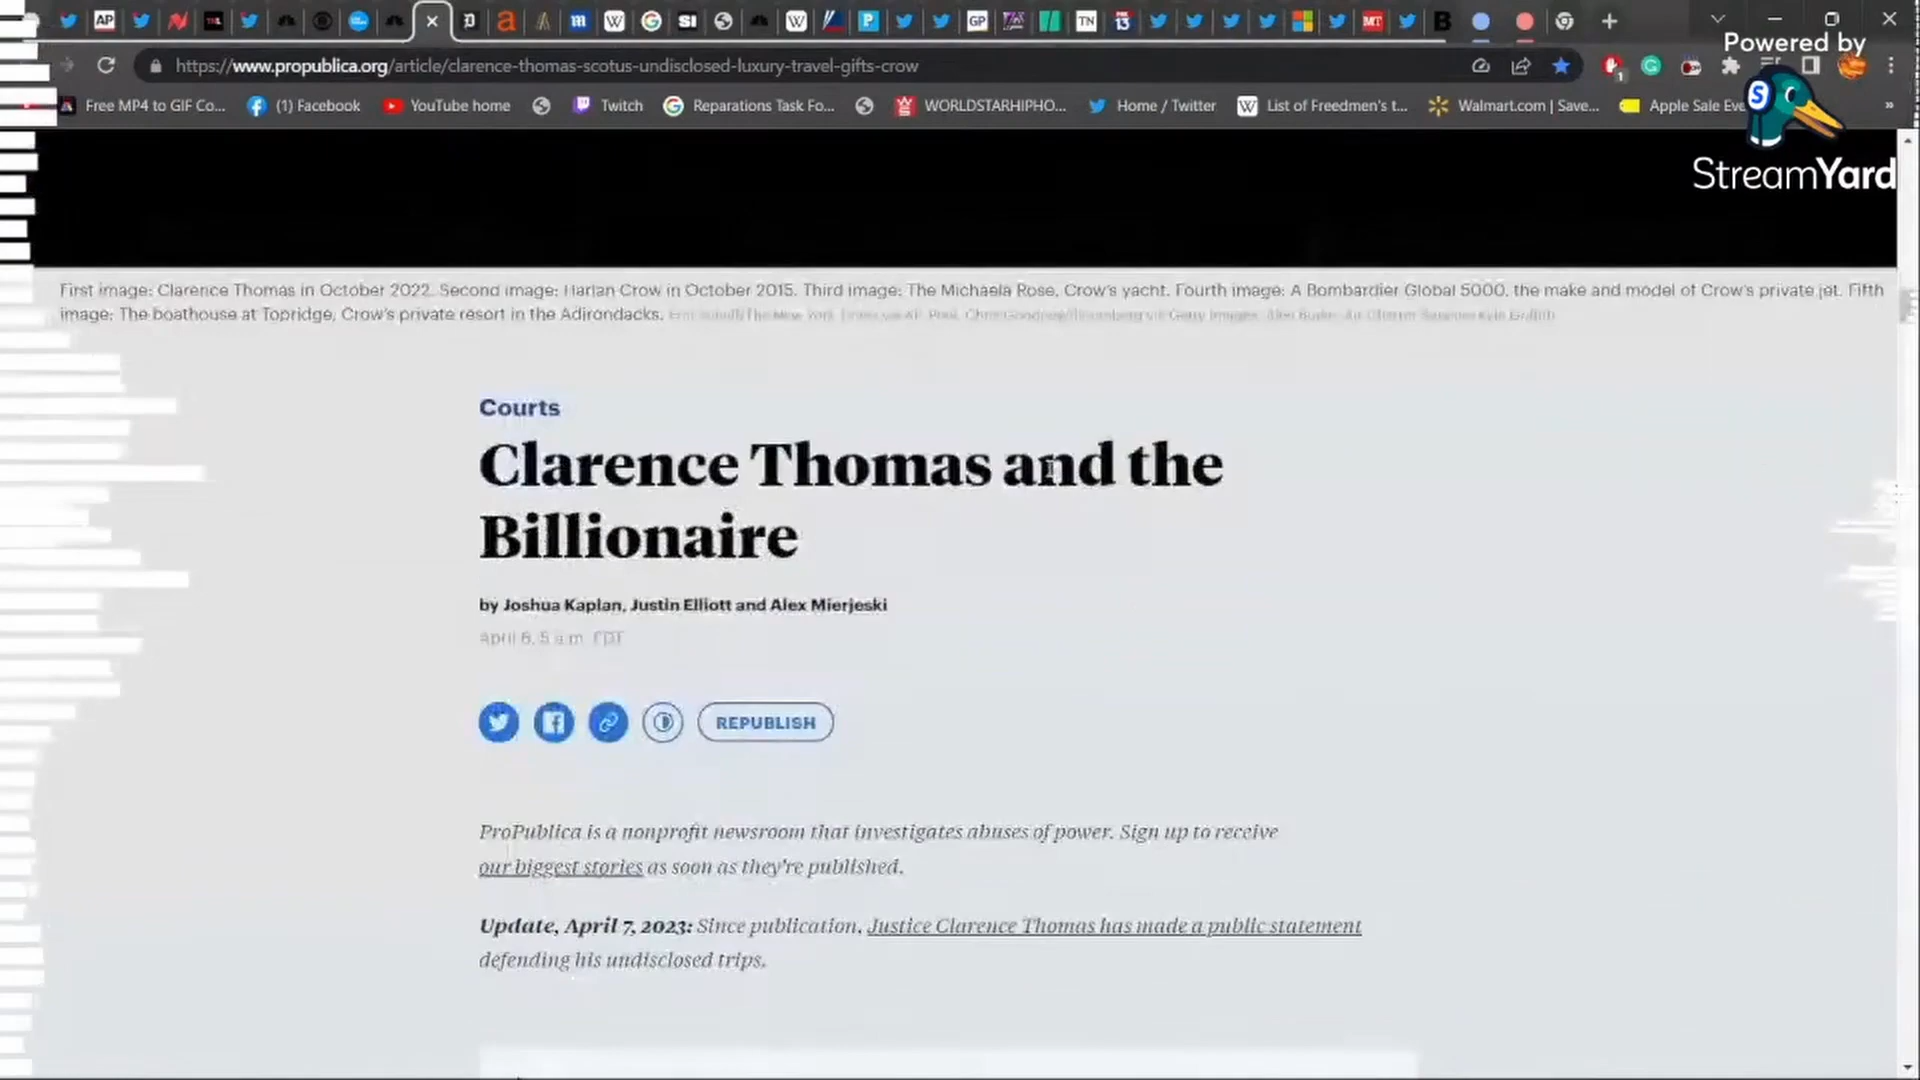 AP
SI
GP
TN
13
MT
B
Powered by
https://www.propublica.org/article/clarence-thomas-scotus-undisclosed-luxury-travel-gifts-crow
Free MP4 to GIF Co...
(1) Facebook
YouTube home
Twitch
Reparations Task Fo...
WORLDSTARHIPHO...
Home / Twitter
List of Freedmen's t...
Walmart.com | Save...
Apple Sale Eve
StreamYard
First image: Clarence Thomas in October 2022. Second image: Harlan Crow in October 2015. Third image: The Michaela Rose, Crow's yacht. Fourth image: A Bombardier Global 5000, the make and model of Crow's private jet. Fifth
image: The boathouse at Topridge, Crow's private resort in the Adirondacks.
Courts
Clarence Thomas and the
Billionaire
by Joshua Kaplan, Justin Elliott and Alex Mierjeski
April 6, 5 a.m. EDT
REPUBLISH
ProPublica is a nonprofit newsroom that investigates abuses of power. Sign up to receive
our biggest stories as soon as they're published.
Update, April 7, 2023: Since publication, Justice Clarence Thomas has made a public statement
defending his undisclosed trips.